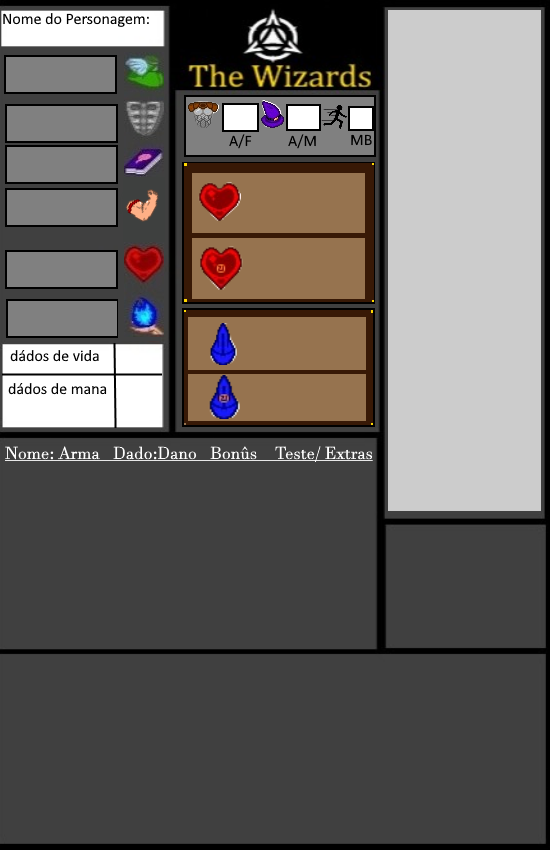 Nome do Personagem:
The Wizards
A/F
A/M
MB
dádos de vida
dádos de mana
Nome: Arma Dado:Dano Bonûs Teste/ Extras